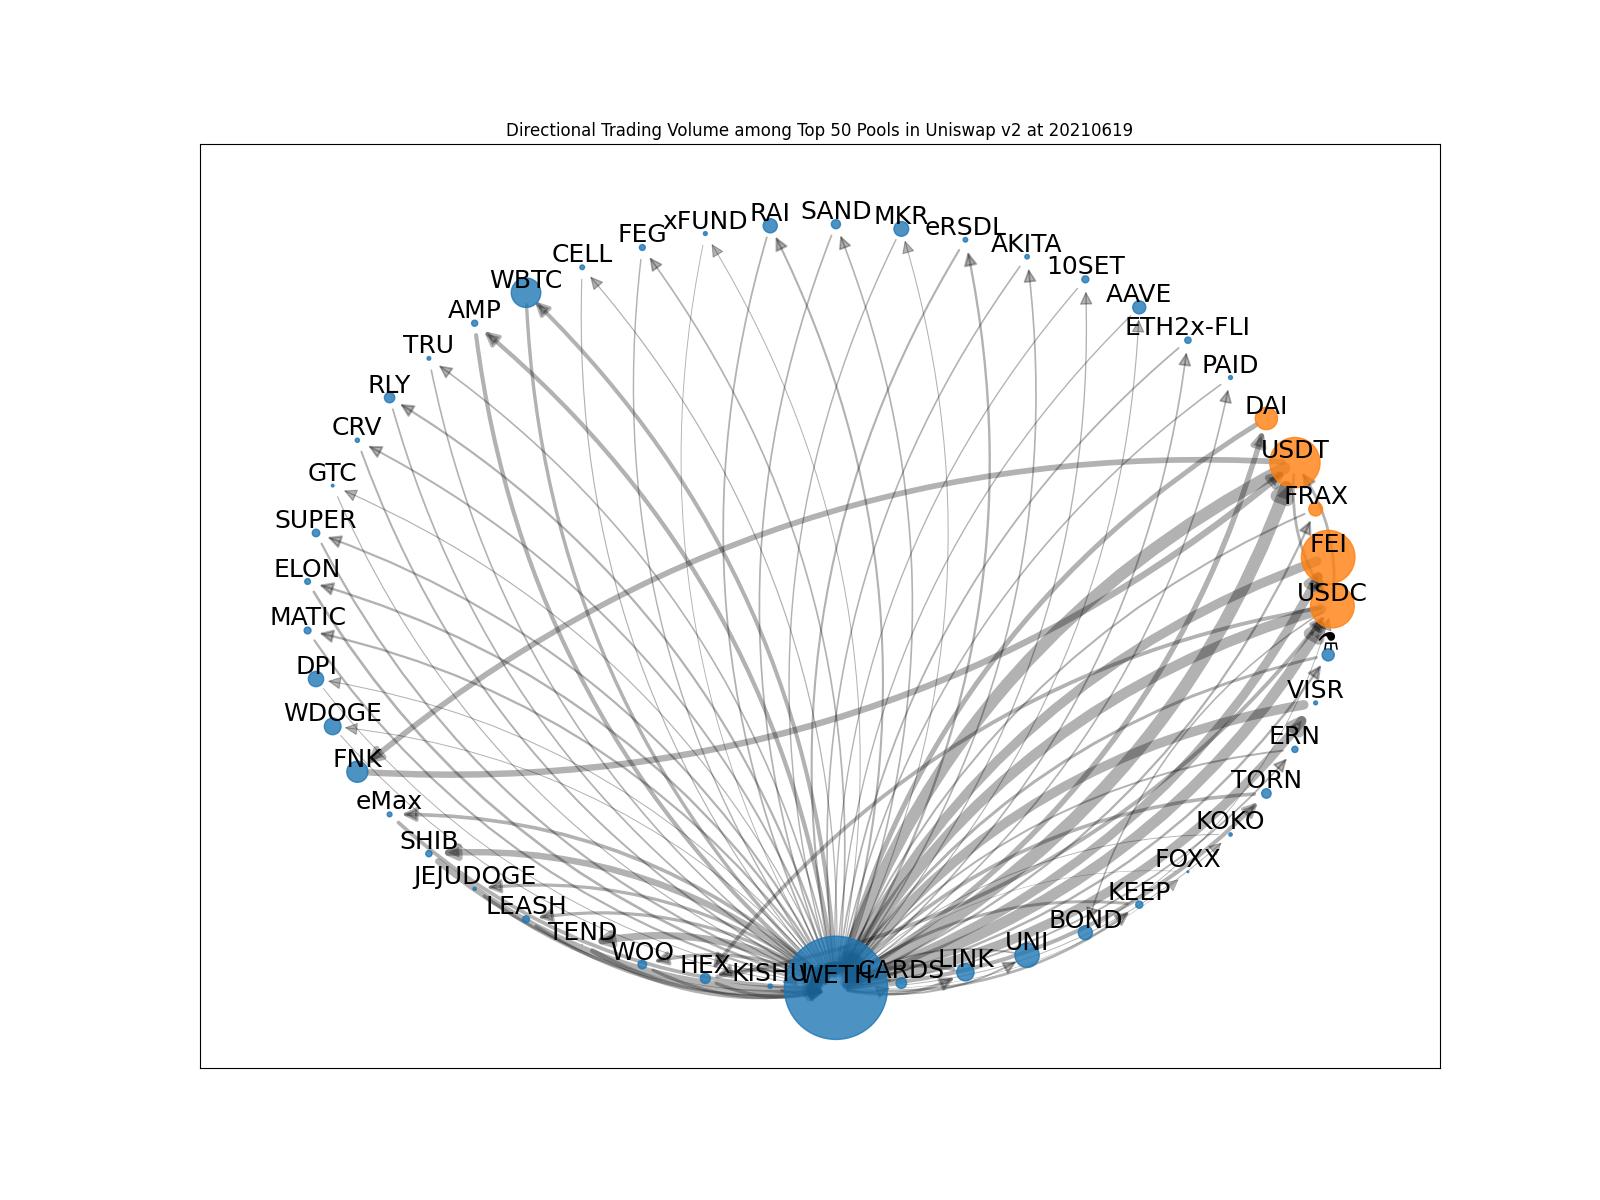 Directional Trading Volume among Top 50 Pools in Uniswap v2 at 20210619
SAND
RAI
MKR
xFUND
eRSDL
FEG
AKITA
CELL
10SET
WBTC
AAVE
AMP
ETH2x-FLI
TRU
PAID
RLY
DAI
CRV
USDT
GTC
FRAX
SUPER
FEI
ELON
USDC
MATIC
⚗
DPI
VISR
WDOGE
ERN
FNK
TORN
eMax
KOKO
SHIB
FOXX
JEJUDOGE
KEEP
LEASH
BOND
TEND
UNI
WOO
LINK
HEX
CARDS
KISHU
WETH